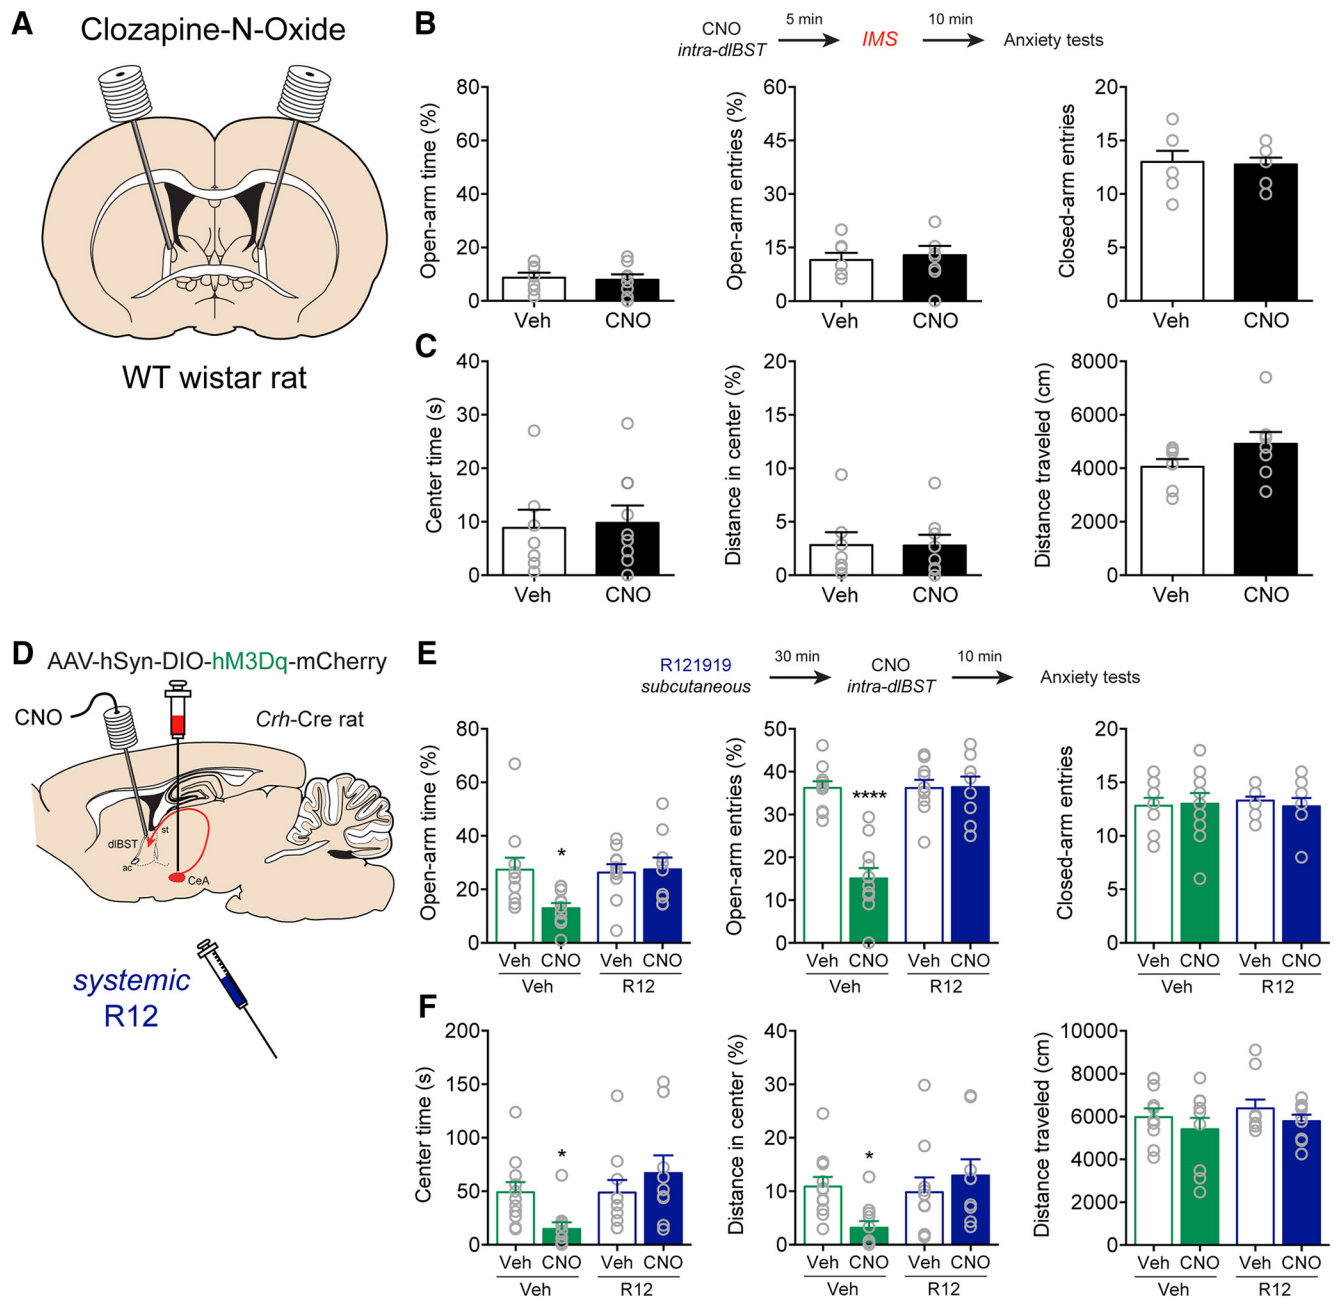 A
Clozapine-N-Oxide
WT wistar rat
B
CNO
intra-dlBST
5 min
IMS
10 min
Anxiety tests
Open-arm time (%)
80
60
40
20
0
Veh CNO
Open-arm entries (%)
60
45
30
15
0
Veh CNO
Closed-arm entries
20
15
10
5
0
Veh CNO
C
Center time (s)
40
30
20
10
0
Veh CNO
Distance in center (%)
20
15
10
5
0
Veh CNO
Distance traveled (cm)
8000
6000
4000
2000
0
Veh CNO
D
AAV-hSyn-DIO-hM3Dq-mCherry
CNO
Crh-Cre rat
dlBST
st
ac
CeA
systemic
R12
E
R121919
subcutaneous
30 min
CNO
intra-dlBST
10 min
Anxiety tests
Open-arm time (%)
80
60
40
20
0
*
Veh CNO Veh CNO
Veh R12
Open-arm entries (%)
50
40
30
20
10
0
****
Veh CNO Veh CNO
Veh R12
Closed-arm entries
20
15
10
5
0
Veh CNO Veh CNO
Veh R12
F
Center time (s)
200
150
100
50
0
*
Veh CNO Veh CNO
Veh R12
Distance in center (%)
40
30
20
10
0
*
Veh CNO Veh CNO
Veh R12
Distance traveled (cm)
10000
8000
6000
4000
2000
0
Veh CNO Veh CNO
Veh R12